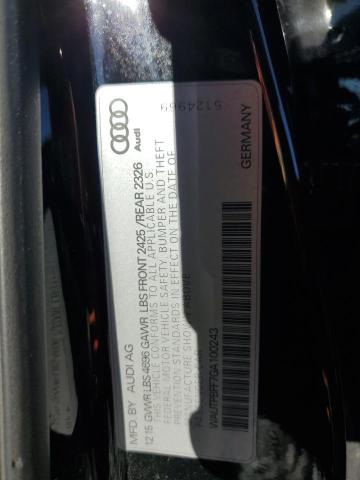 Audi
MFD. BY AUDI AG
12.15 GVWR LBS 4696 GAWR LBS FRONT 2425/REAR 2326
THIS VEHICLE CONFORMS TO ALL APPLICABLE U.S.
FEDERAL MOTOR VEHICLE SAFETY, BUMPER AND THEFT
STANDARDS IN EFFECT ON THE DATE OF
MANUFACTURE SHOWN ABOVE
CAR
5124969
GERMANY